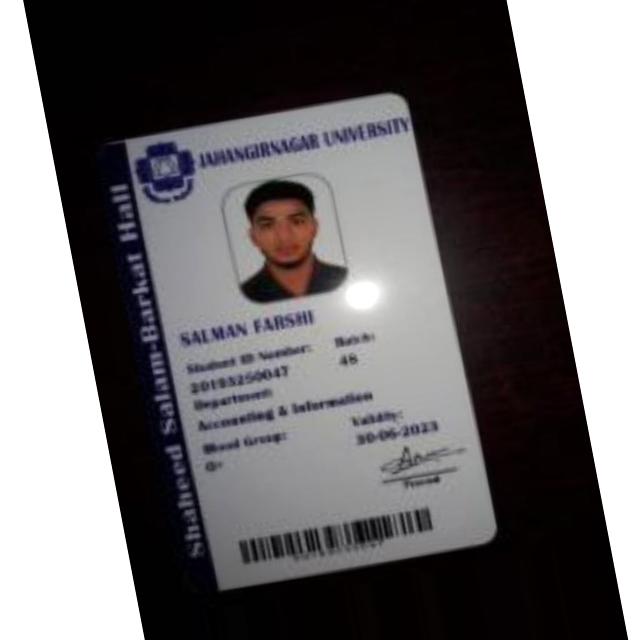 JAHANGIRNAGAR UNIVERSITY
Shaheed Salam-Barkat Hall
SALMAN FARSHI
Student ID Number:
Batch:
20193250047
48
Department:
Accounting & Information
Blood Group:
Validity:
O+
30-06-2023
Provost